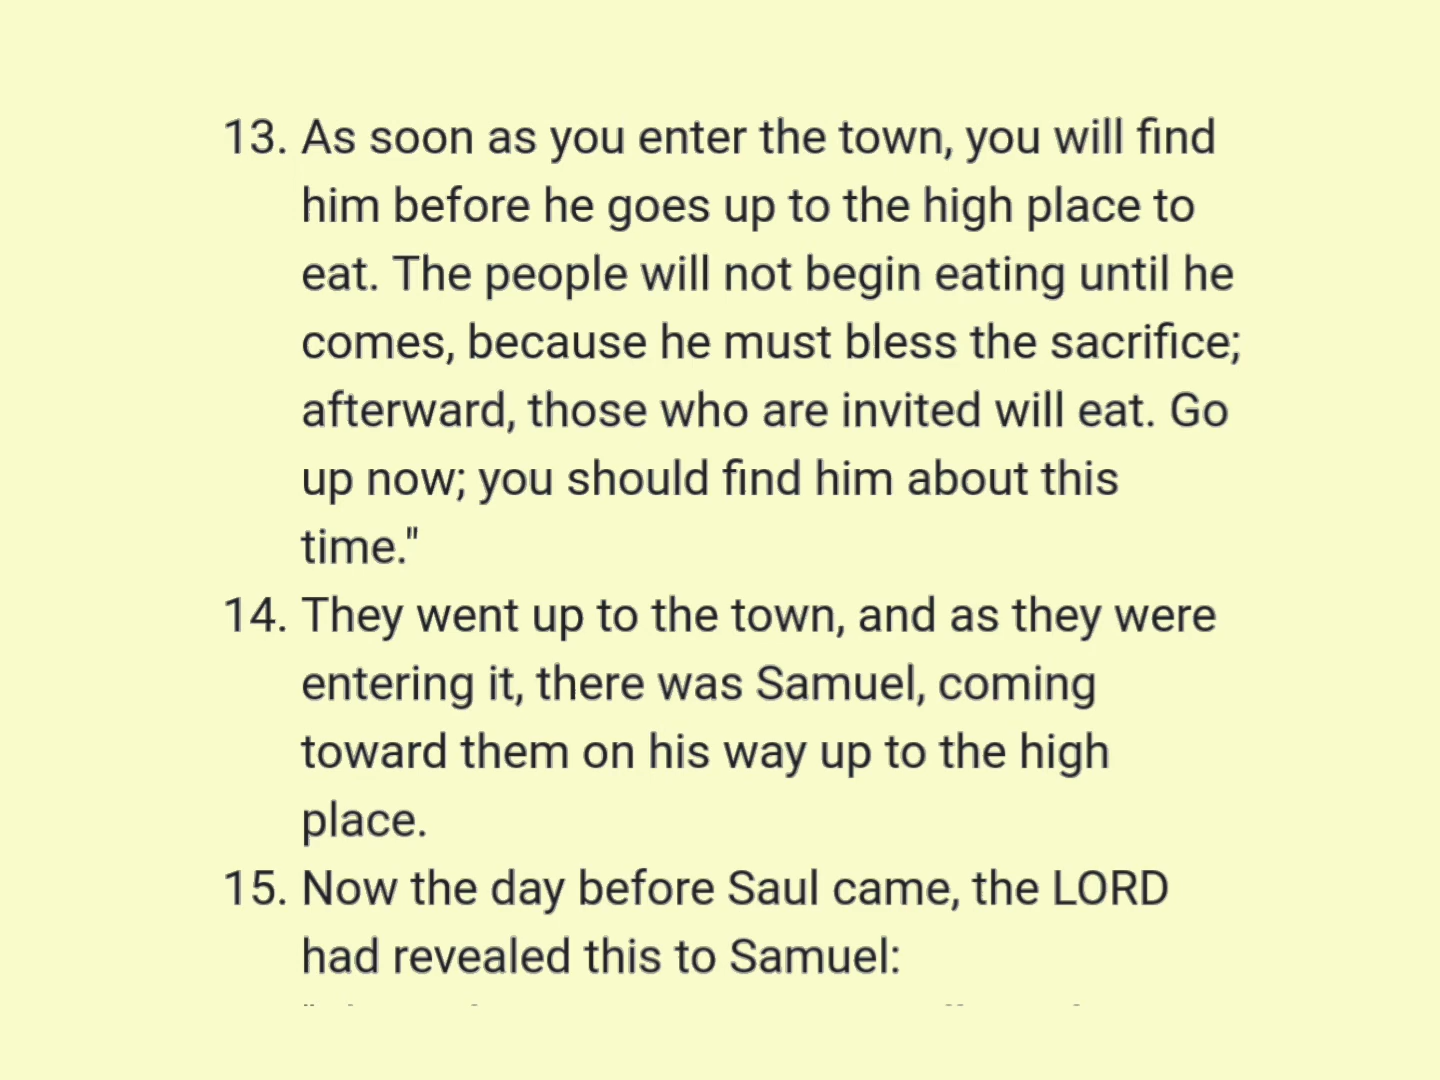 13. As soon as you enter the town, you will find
him before he goes up to the high place to
eat. The people will not begin eating until he
comes, because he must bless the sacrifice;
afterward, those who are invited will eat. Go
up now; you should find him about this
time."
14. They went up to the town, and as they were
entering it, there was Samuel, coming
toward them on his way up to the high
place.
15. Now the day before Saul came, the LORD
had revealed this to Samuel: